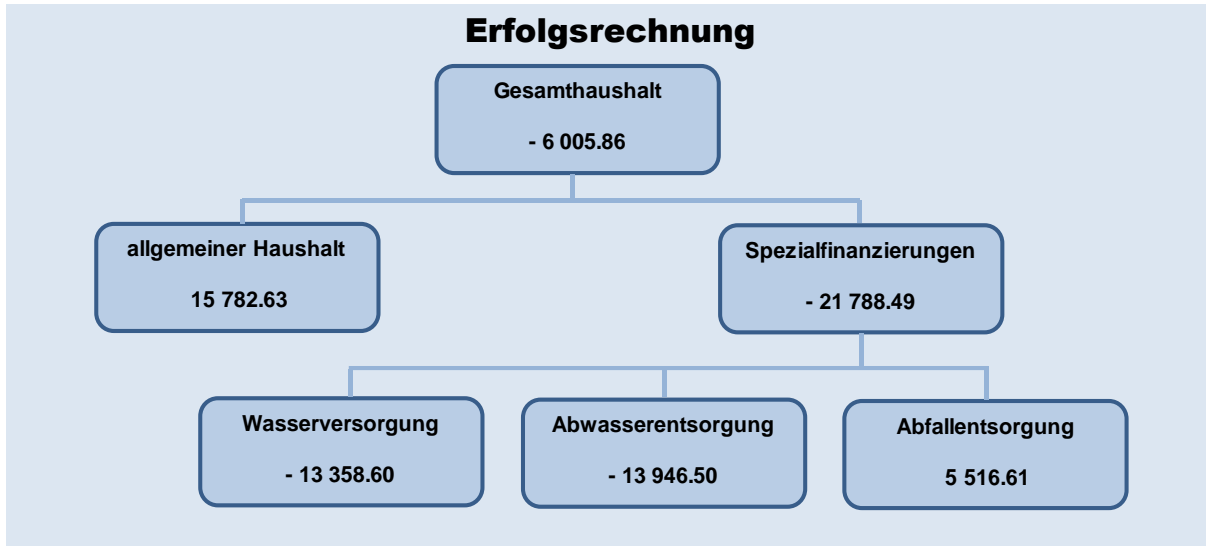 Erfolgsrechnung
Gesamthaushalt
- 6 005.86
allgemeiner Haushalt
15 782.63
Spezialfinanzierungen
- 21 788.49
Wasserversorgung
- 13 358.60
Abwasserentsorgung
- 13 946.50
Abfallentsorgung
5 516.61